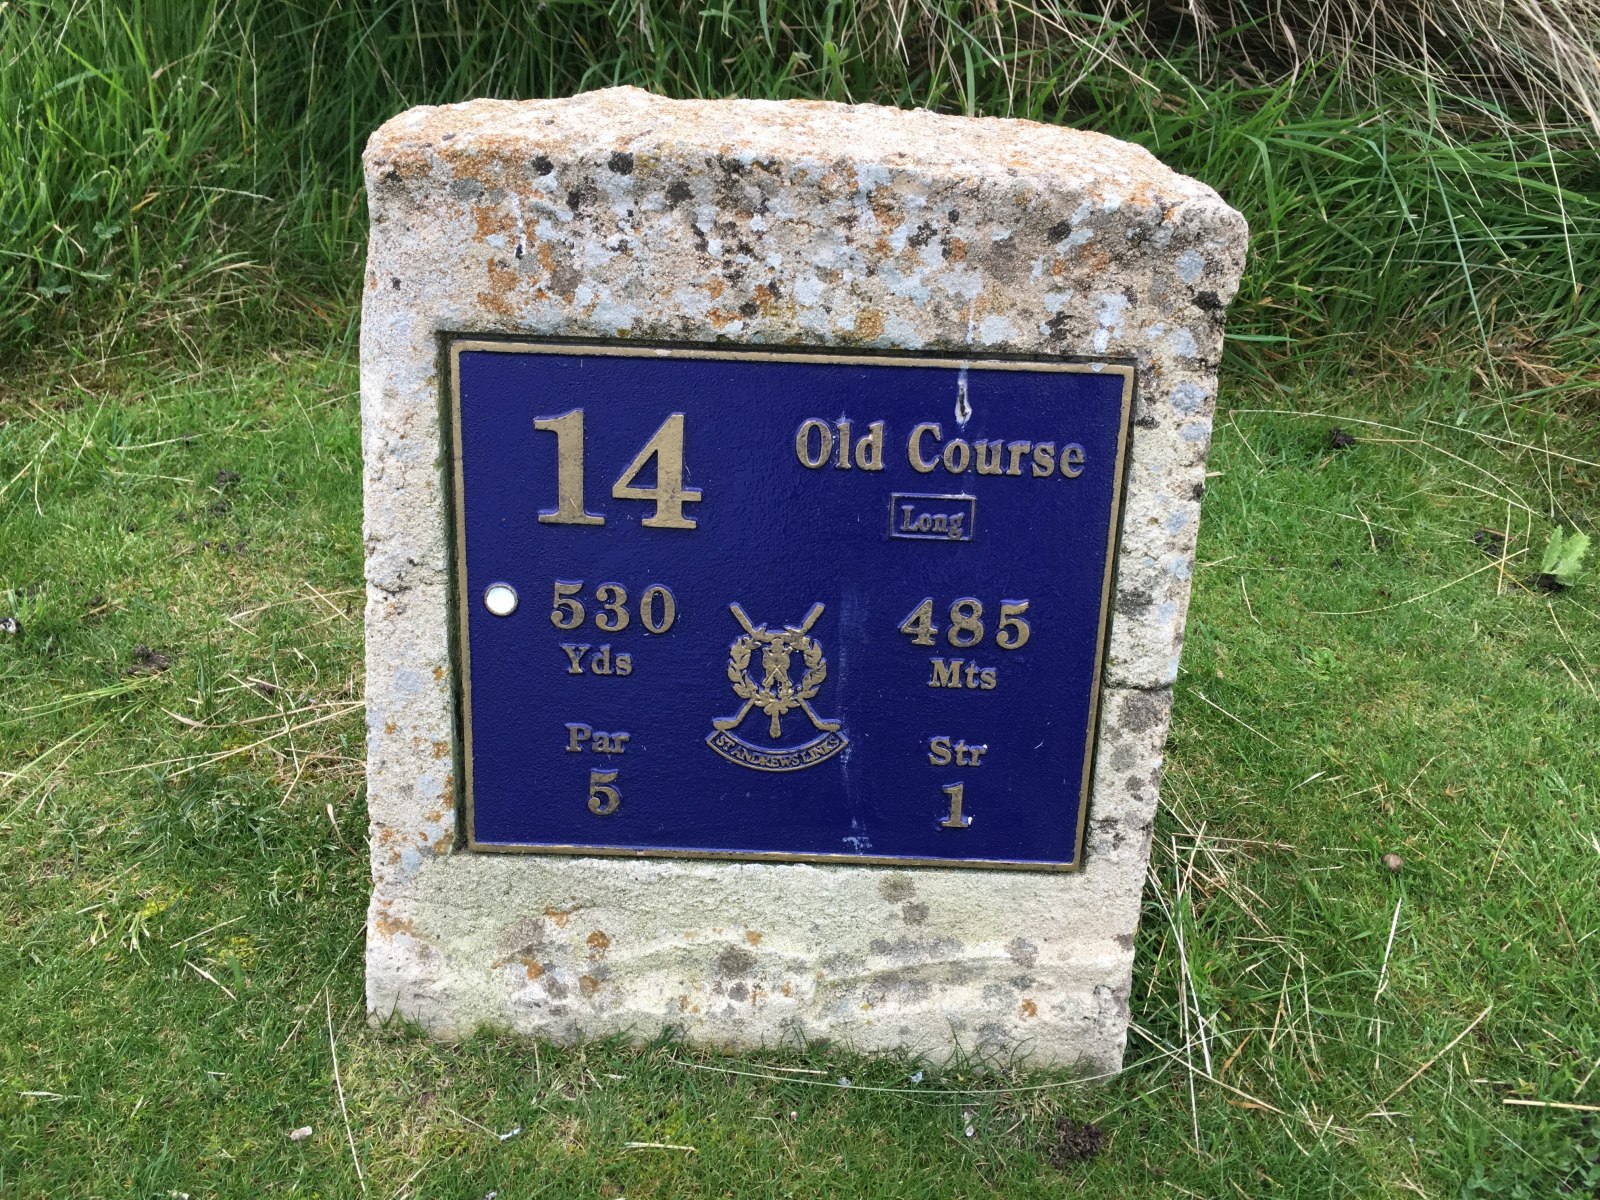 14
Old Course
Long
530
Yds
485
Mts
ST ANDREWS LINKS
Par
5
Str
1